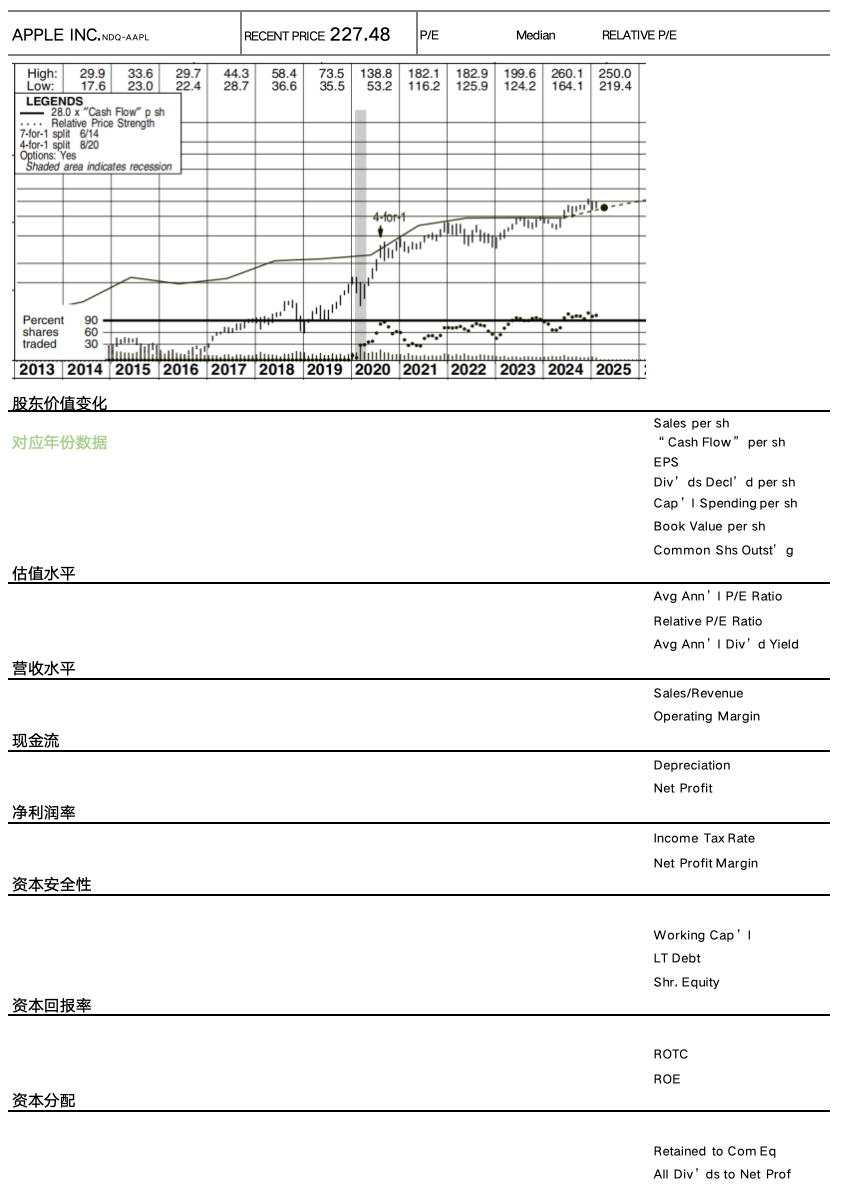 APPLE INC.NDQ-AAPL RECENT PRICE 227.48 P/E Median RELATIVE P/E
High: 29.9 33.6 29.7 44.3 58.4 73.5 138.8 182.1 182.9 199.6 260.1 250.0
Low: 17.6 23.0 22.4 28.7 36.6 35.5 53.2 116.2 125.9 124.2 164.1 219.4
LEGENDS
28.0 x "Cash Flow" p sh
Relative Price Strength
7-for-1 split 6/14
4-for-1 split 8/20
Options: Yes
Shaded area indicates recession
4-for-1
Percent 90
shares 60
traded 30
2013 2014 2015 2016 2017 2018 2019 2020 2021 2022 2023 2024 2025
股东价值变化
Sales per sh
对应年份数据 “Cash Flow” per sh
EPS
Div’ds Decl’d per sh
Cap’l Spending per sh
Book Value per sh
Common Shs Outst’g
估值水平
Avg Ann’l P/E Ratio
Relative P/E Ratio
Avg Ann’l Div’d Yield
营收水平
Sales/Revenue
Operating Margin
现金流
Depreciation
Net Profit
净利润率
Income Tax Rate
Net Profit Margin
资本安全性
Working Cap’l
LT Debt
Shr. Equity
资本回报率
ROTC
ROE
资本分配
Retained to Com Eq
All Div’ds to Net Prof